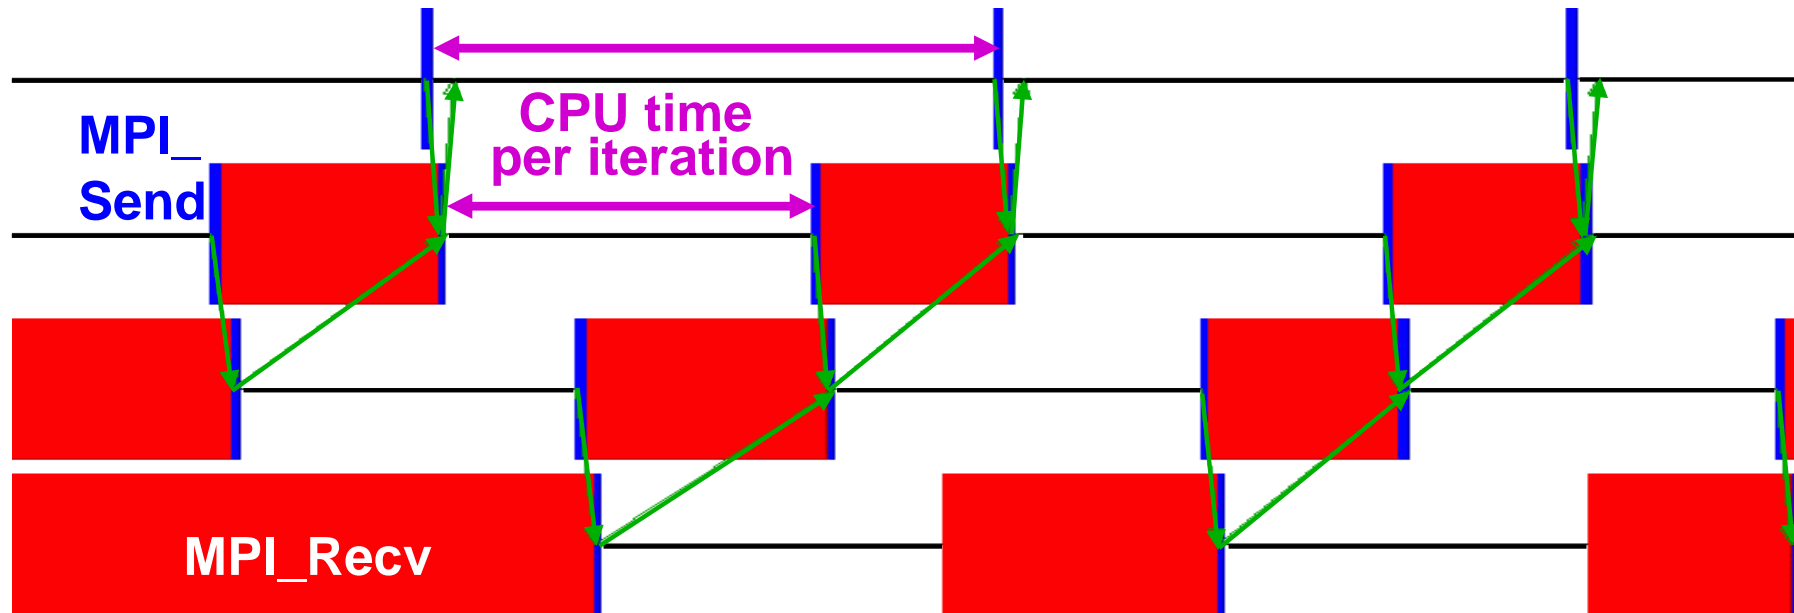 CPU time
per iteration
MPI_
Send
MPI_Recv